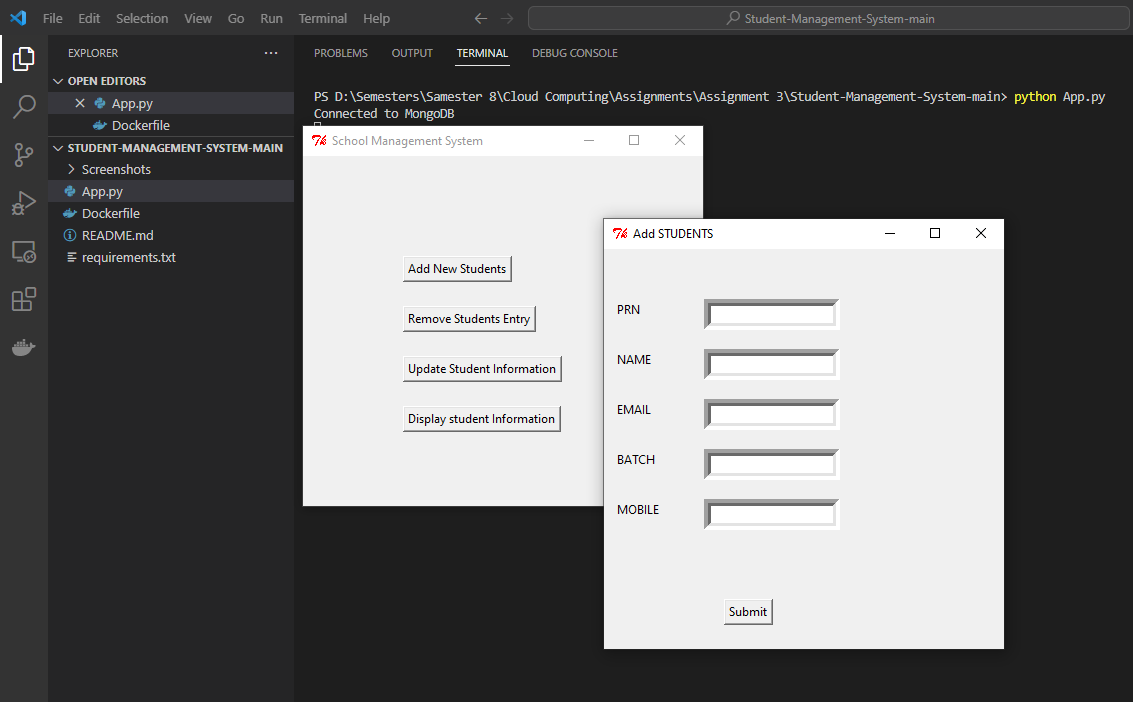 File Edit Selection View Go Run Terminal Help
Student-Management-System-main
EXPLORER
PROBLEMS OUTPUT TERMINAL DEBUG CONSOLE
OPEN EDITORS
App.py
Dockerfile
STUDENT-MANAGEMENT-SYSTEM-MAIN
Screenshots
App.py
Dockerfile
README.md
requirements.txt
PS D:\Semesters\Samester 8\Cloud Computing\Assignments\Assignment 3\Student-Management-System-main> python App.py
Connected to MongoDB
School Management System
Add New Students
Remove Students Entry
Update Student Information
Display student Information
Add STUDENTS
PRN
NAME
EMAIL
BATCH
MOBILE
Submit